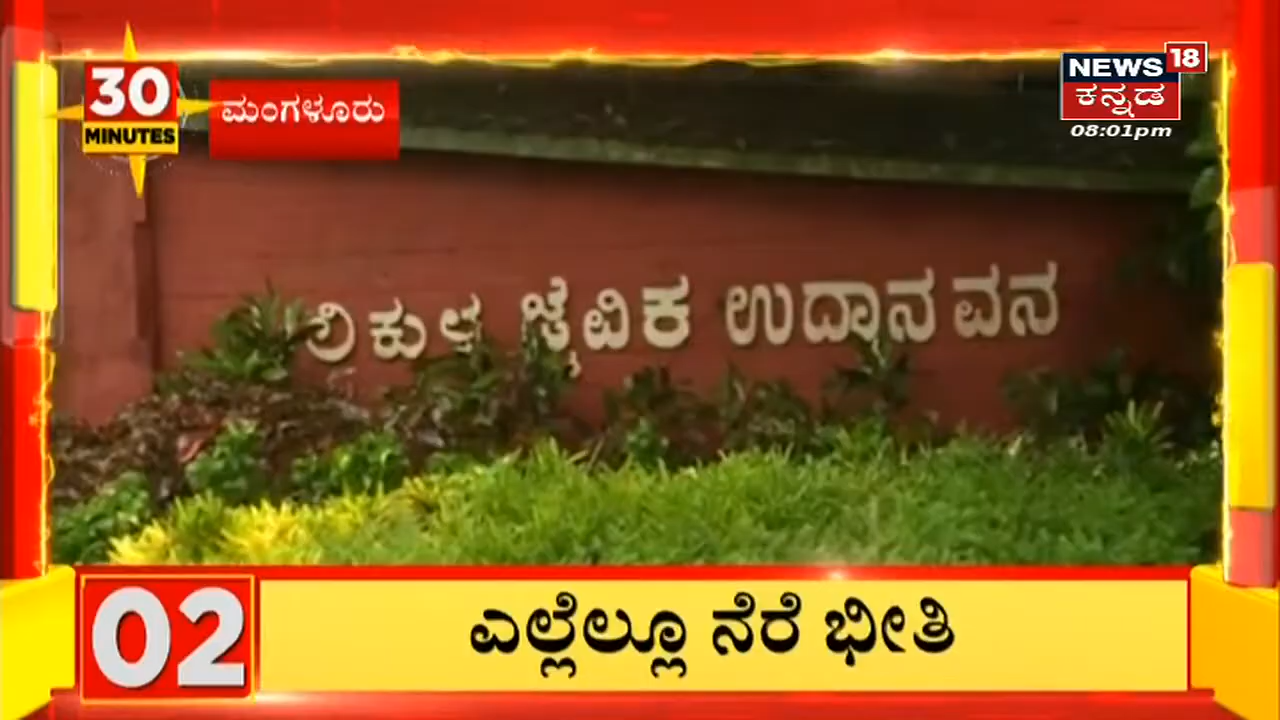 30
MINUTES
ಮಂಗಳೂರು
NEWS 18
ಕನ್ನಡ
08:01pm
ಜೈವಿಕ ಉದ್ಯಾನವನ
02
ಎಲ್ಲೆಲ್ಲೂ ನೆರೆ ಭೀತಿ